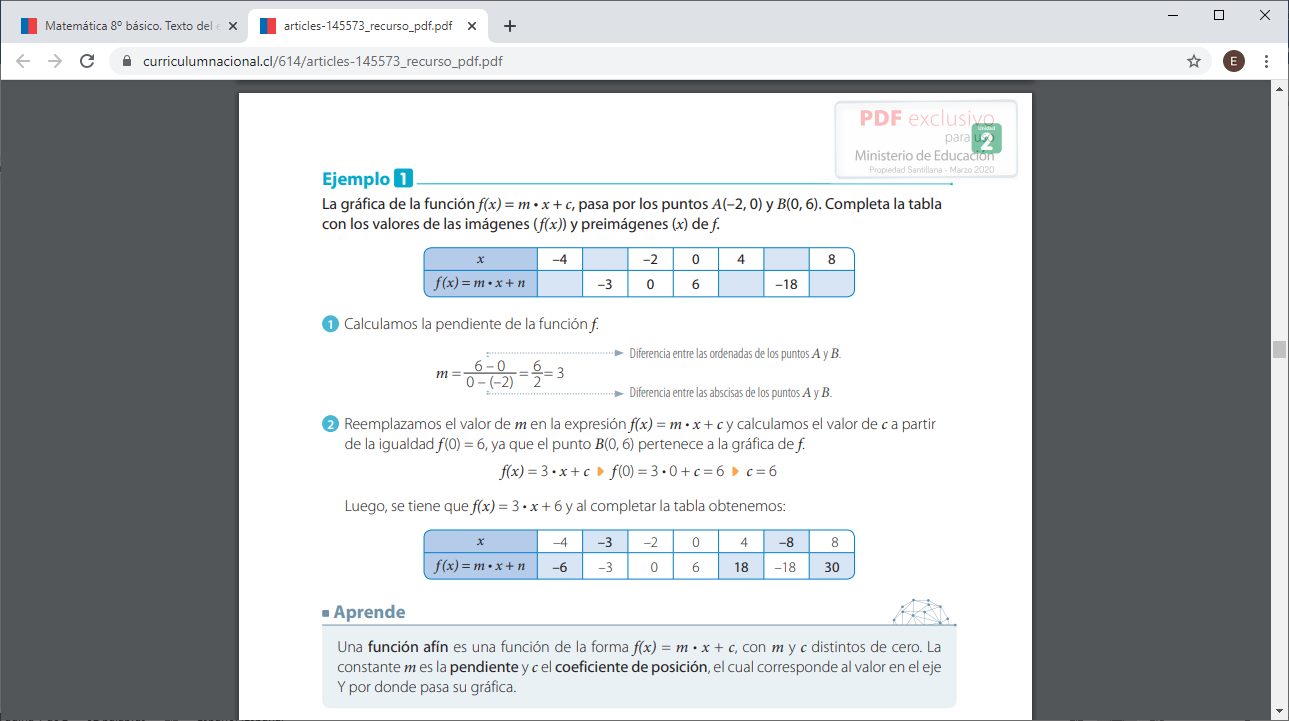 Matemática 8º básico. Texto del e
articles-145573_recurso_pdf.pdf
curriculumnacional.cl/614/articles-145573_recurso_pdf.pdf
E
PDF exclusivo
para uso
Unidad
2
Ministerio de Educación
Propiedad Santillana - Marzo 2020
Ejemplo 1
La gráfica de la función f(x) = m • x + c, pasa por los puntos A(–2, 0) y B(0, 6). Completa la tabla
con los valores de las imágenes (f(x)) y preimágenes (x) de f.
x –4 –2 0 4 8
f(x) = m • x + n –3 0 6 –18
1 Calculamos la pendiente de la función f.
Diferencia entre las ordenadas de los puntos A y B.
m = 6 – 0 / 0 – (–2) = 6/2 = 3
Diferencia entre las abscisas de los puntos A y B.
2 Reemplazamos el valor de m en la expresión f(x) = m • x + c y calculamos el valor de c a partir
de la igualdad f(0) = 6, ya que el punto B(0, 6) pertenece a la gráfica de f.
f(x) = 3 • x + c ▶ f(0) = 3 • 0 + c = 6 ▶ c = 6
Luego, se tiene que f(x) = 3 • x + 6 y al completar la tabla obtenemos:
x –4 –3 –2 0 4 –8 8
f(x) = m • x + n –6 –3 0 6 18 –18 30
Aprende
Una función afín es una función de la forma f(x) = m • x + c, con m y c distintos de cero. La
constante m es la pendiente y c el coeficiente de posición, el cual corresponde al valor en el eje
Y por donde pasa su gráfica.